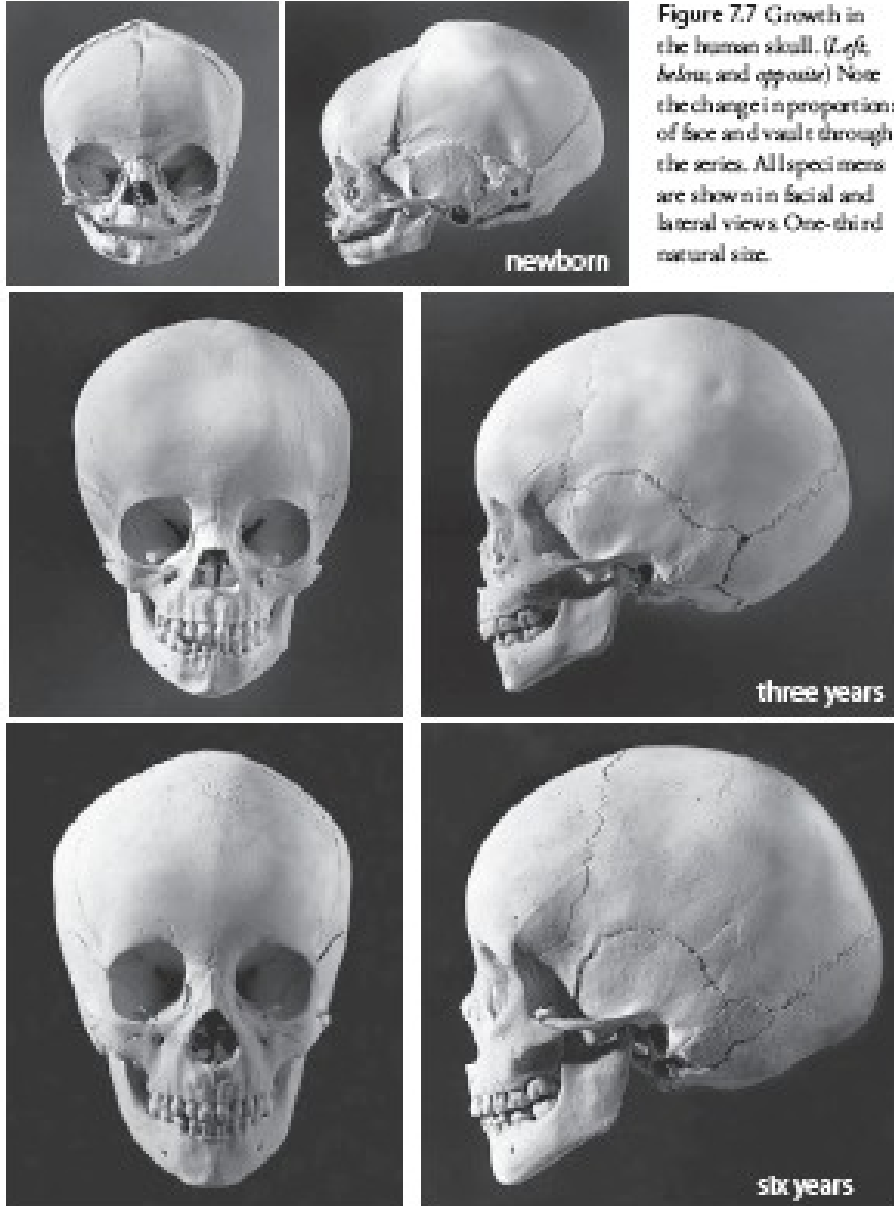 Figure 7.7 Growth in
the human skull. (Left,
below, and opposite) Note
the change in proportions
of face and vault through
the series. All specimens
are shown in facial and
lateral views. One-third
natural size.
newborn
three years
six years